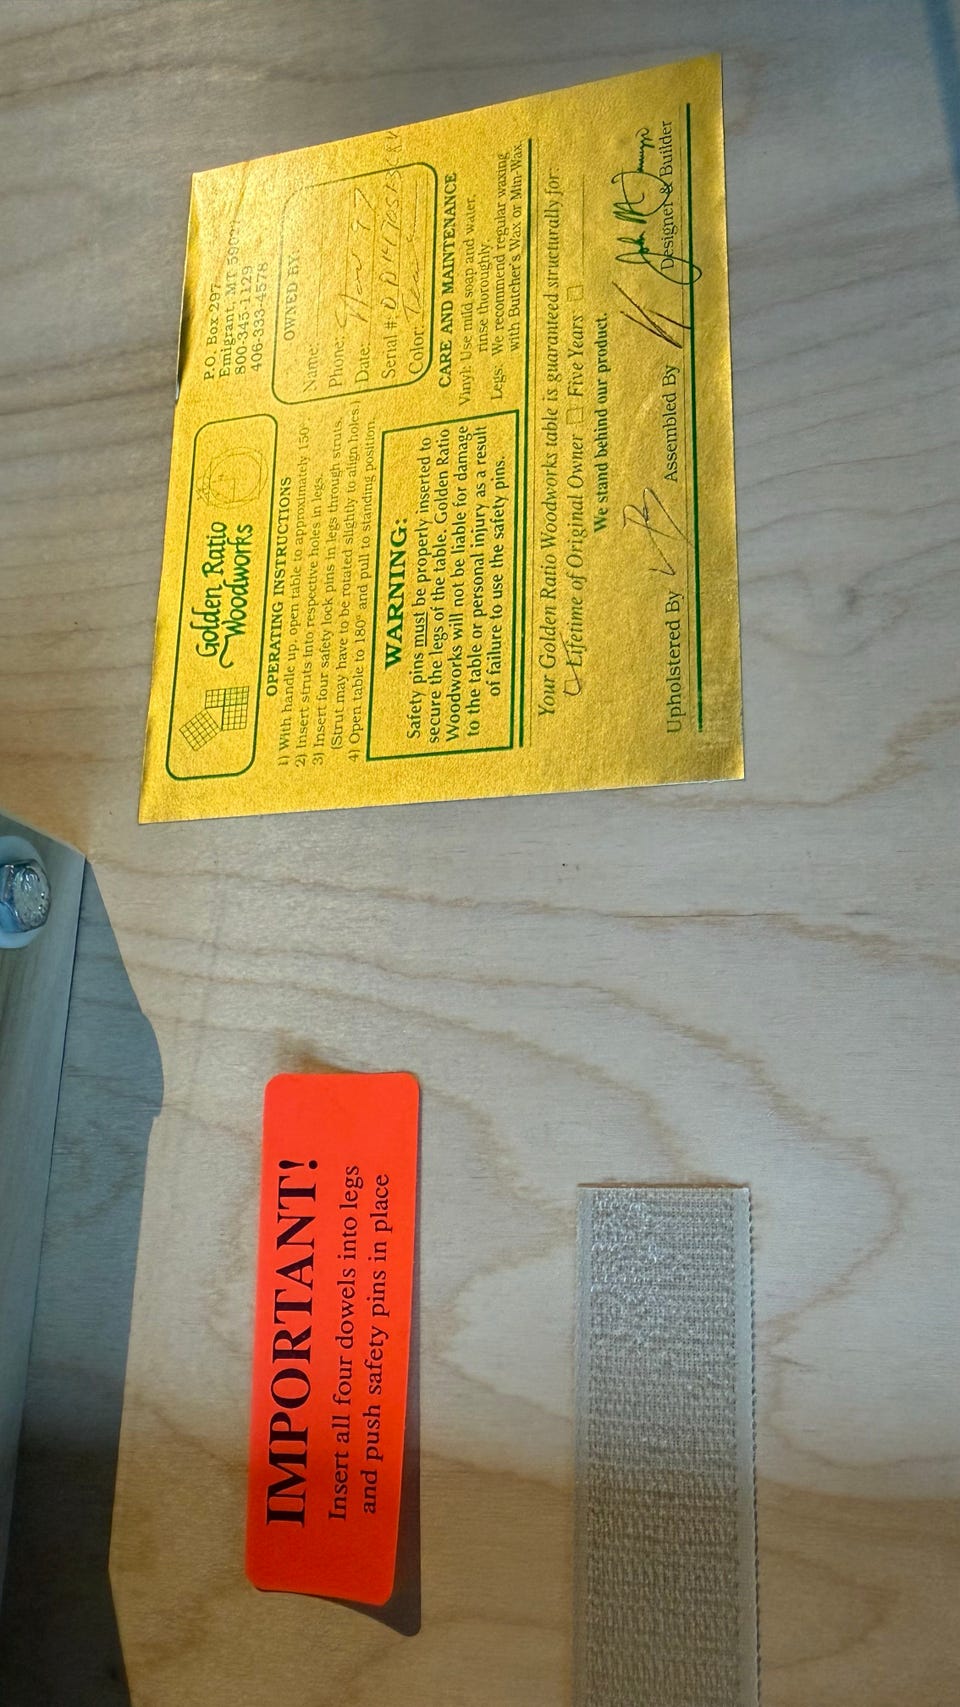 Golden Ratio
Woodworks
P.O. Box 297
Emigrant, MT
800-345-1129
406-333-4578
OPERATING INSTRUCTIONS
1) With handle up, open table to approximately 150°.
2) Insert struts into respective holes in legs.
3) Insert four safety lock pins in legs through struts.
(Strut may have to be rotated slightly to align holes.)
4) Open table to 180° and pull to standing position.
WARNING:
Safety pins must be properly inserted to
secure the legs of the table. Golden Ratio
Woodworks will not be liable for damage
to the table or personal injury as a result
of failure to use the safety pins.
OWNED BY:
Name:
Phone:
Date:
Serial #:
Color:
CARE AND MAINTENANCE
Vinyl: Use mild soap and water,
rinse thoroughly.
Legs: We recommend regular waxing
with Butcher's Wax or Min-Wax.
Your Golden Ratio Woodworks table is guaranteed structurally for:
Lifetime of Original Owner Five Years
We stand behind our product.
Upholstered By Assembled By Designer & Builder
IMPORTANT!
Insert all four dowels into legs
and push safety pins in place